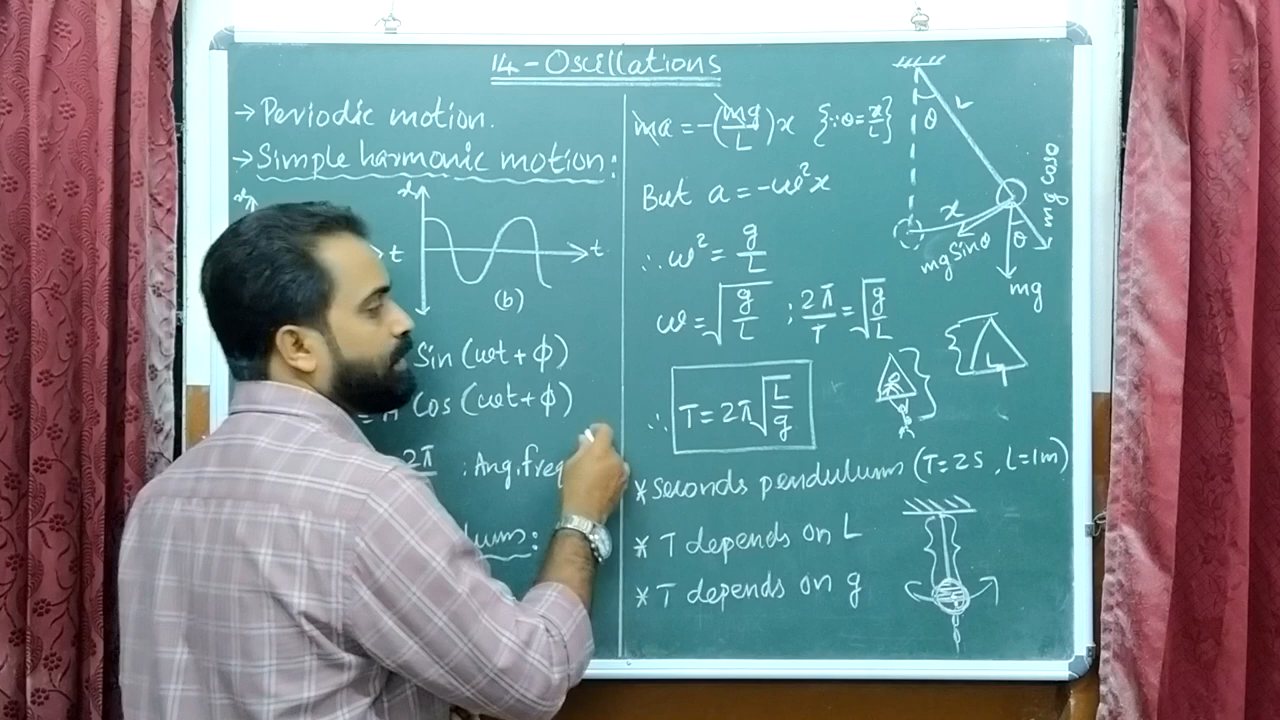 14 - Oscillations
→ Periodic motion.
→ Simple harmonic motion:
x
x
t
t
(b)
Sin (ωt + ϕ)
= A Cos (ωt + ϕ)
2π : Ang. freq
ma = -(mg/L)x {∵θ = x/L}
But a = -ω²x
∴ ω² = g/L
ω = √(g/L) ; 2π/T = √(g/L)
∴ T = 2π√(L/g)
* Seconds pendulum (T = 2S, L = 1m)
* T depends on L
* T depends on g
θ
L
x
mg Sinθ
θ
mg cosθ
mg